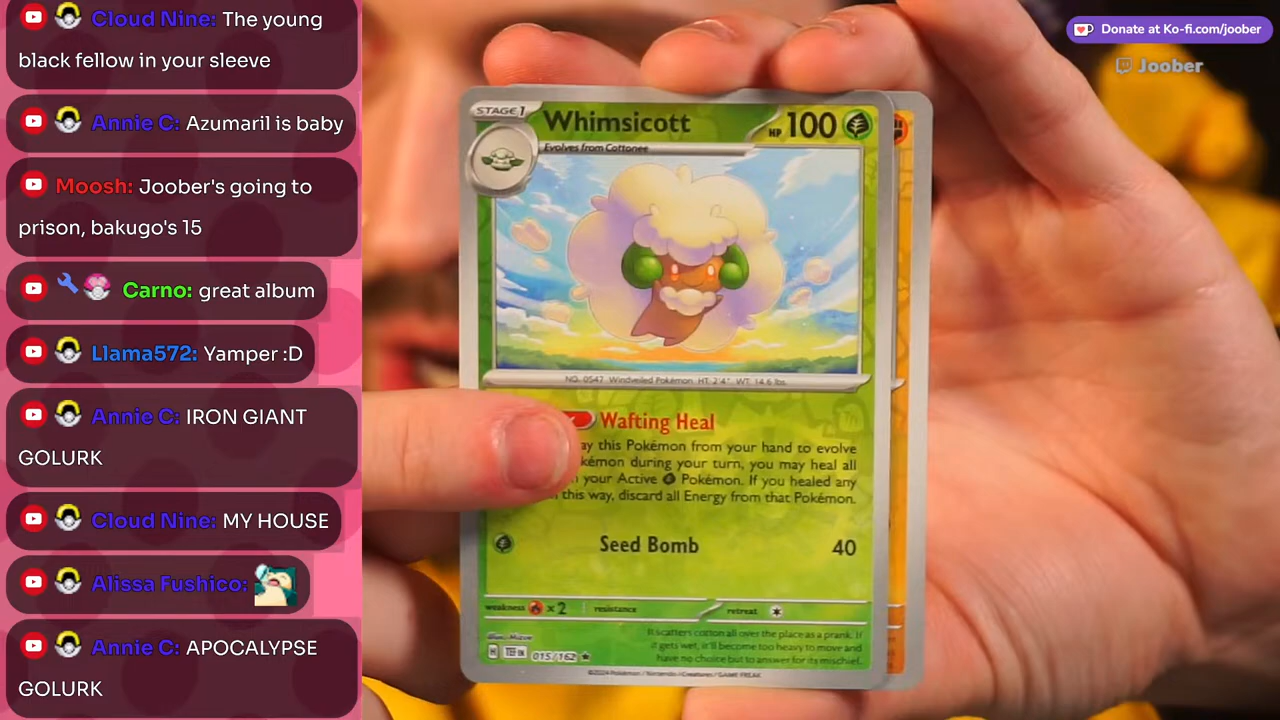 Cloud Nine: The young
black fellow in your sleeve
Annie C: Azumaril is baby
Moosh: Joober's going to
prison, bakugo's 15
Carno: great album
Llama572: Yamper :D
Annie C: IRON GIANT
GOLURK
Cloud Nine: MY HOUSE
Alissa Fushico:
Annie C: APOCALYPSE
GOLURK
Donate at Ko-fi.com/joober
Joober
STAGE 1
Whimsicott
HP 100
Evolves from Cottonee
NO. 0547 Windveiled Pokémon HT: 2'4" WT: 14.6 lbs.
Wafting Heal
ay this Pokémon from your hand to evolve
kémon during your turn, you may heal all
your Active Pokémon. If you healed any
this way, discard all Energy from that Pokémon.
Seed Bomb 40
weakness x2 resistance retreat
Illus. Mizue
H TEF EN 015/162
It scatters cotton all over the place as a prank. If
it gets wet, it'll become too heavy to move and
have no choice but to answer for its mischief.
©2024 Pokémon / Nintendo / Creatures / GAME FREAK